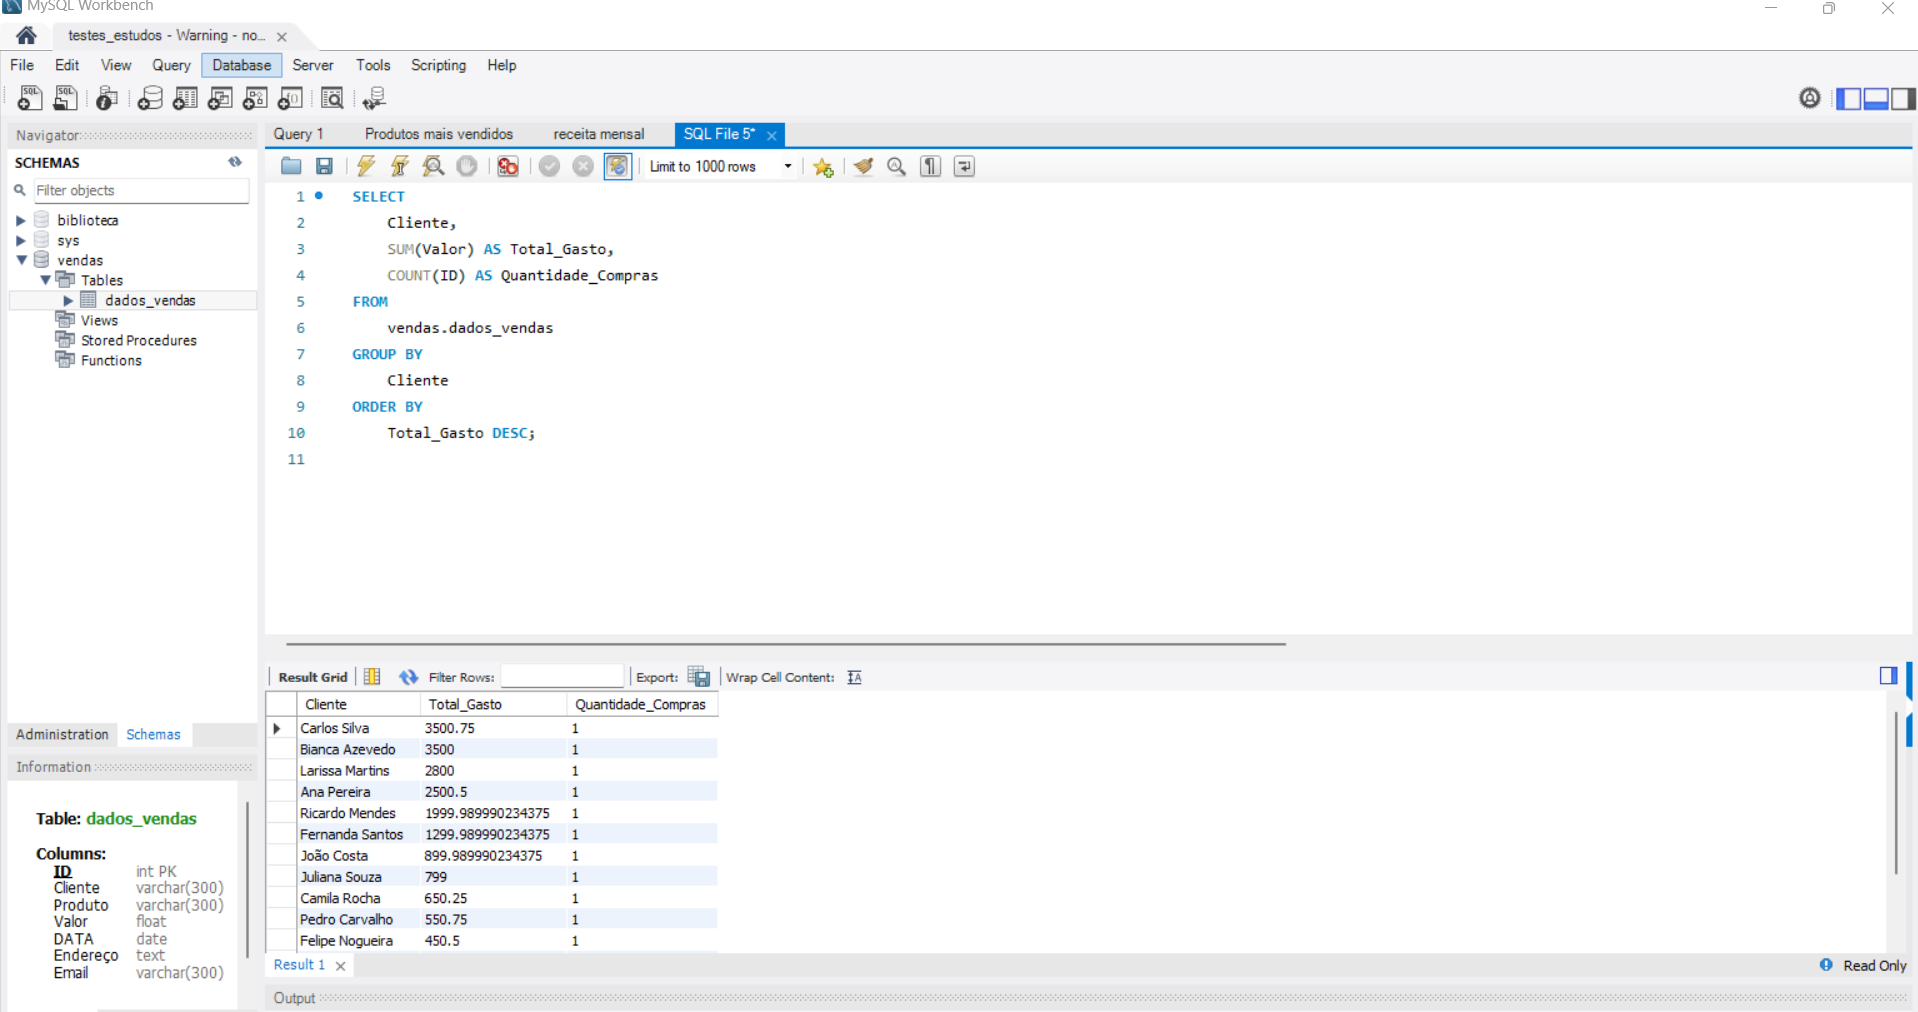 MySQL Workbench
testes_estudos - Warning - no...
File Edit View Query Database Server Tools Scripting Help
Navigator
SCHEMAS
Filter objects
biblioteca
sys
vendas
Tables
dados_vendas
Views
Stored Procedures
Functions
Administration Schemas
Information
Table: dados_vendas
Columns:
ID int PK
Cliente varchar(300)
Produto varchar(300)
Valor float
DATA date
Endereço text
Email varchar(300)
Query 1 Produtos mais vendidos receita mensal SQL File 5*
Limit to 1000 rows
1 SELECT
2 Cliente,
3 SUM(Valor) AS Total_Gasto,
4 COUNT(ID) AS Quantidade_Compras
5 FROM
6 vendas.dados_vendas
7 GROUP BY
8 Cliente
9 ORDER BY
10 Total_Gasto DESC;
11
Result Grid Filter Rows: Export: Wrap Cell Content:
Cliente Total_Gasto Quantidade_Compras
Carlos Silva 3500.75 1
Bianca Azevedo 3500 1
Larissa Martins 2800 1
Ana Pereira 2500.5 1
Ricardo Mendes 1999.989990234375 1
Fernanda Santos 1299.989990234375 1
João Costa 899.989990234375 1
Juliana Souza 799 1
Camila Rocha 650.25 1
Pedro Carvalho 550.75 1
Felipe Nogueira 450.5 1
Result 1 Read Only
Output